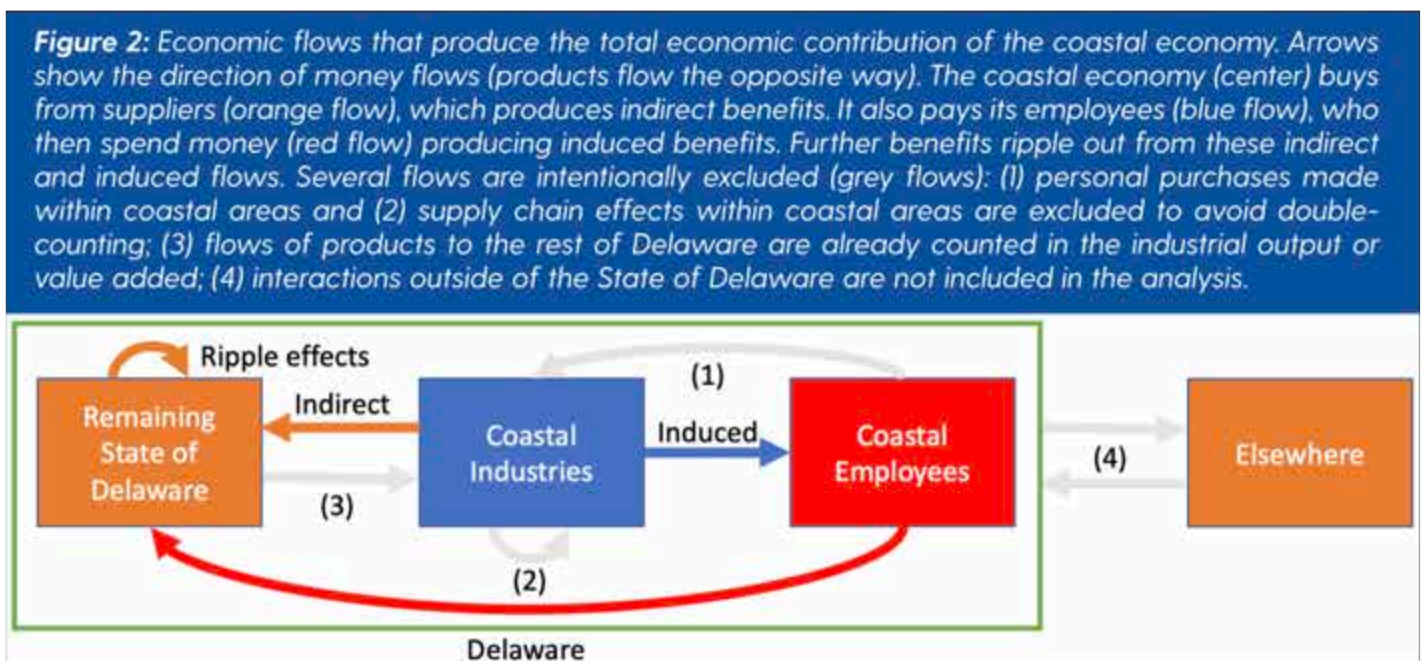 Figure 2: Economic flows that produce the total economic contribution of the coastal economy. Arrows
show the direction of money flows (products flow the opposite way). The coastal economy (center) buys
from suppliers (orange flow), which produces indirect benefits. It also pays its employees (blue flow), who
then spend money (red flow) producing induced benefits. Further benefits ripple out from these indirect
and induced flows. Several flows are intentionally excluded (grey flows): (1) personal purchases made
within coastal areas and (2) supply chain effects within coastal areas are excluded to avoid double-
counting; (3) flows of products to the rest of Delaware are already counted in the industrial output or
value added; (4) interactions outside of the State of Delaware are not included in the analysis.
Ripple effects
Remaining
State of
Delaware
Indirect
(3)
Coastal
Industries
(2)
(1)
Induced
Coastal
Employees
(4)
Elsewhere
Delaware